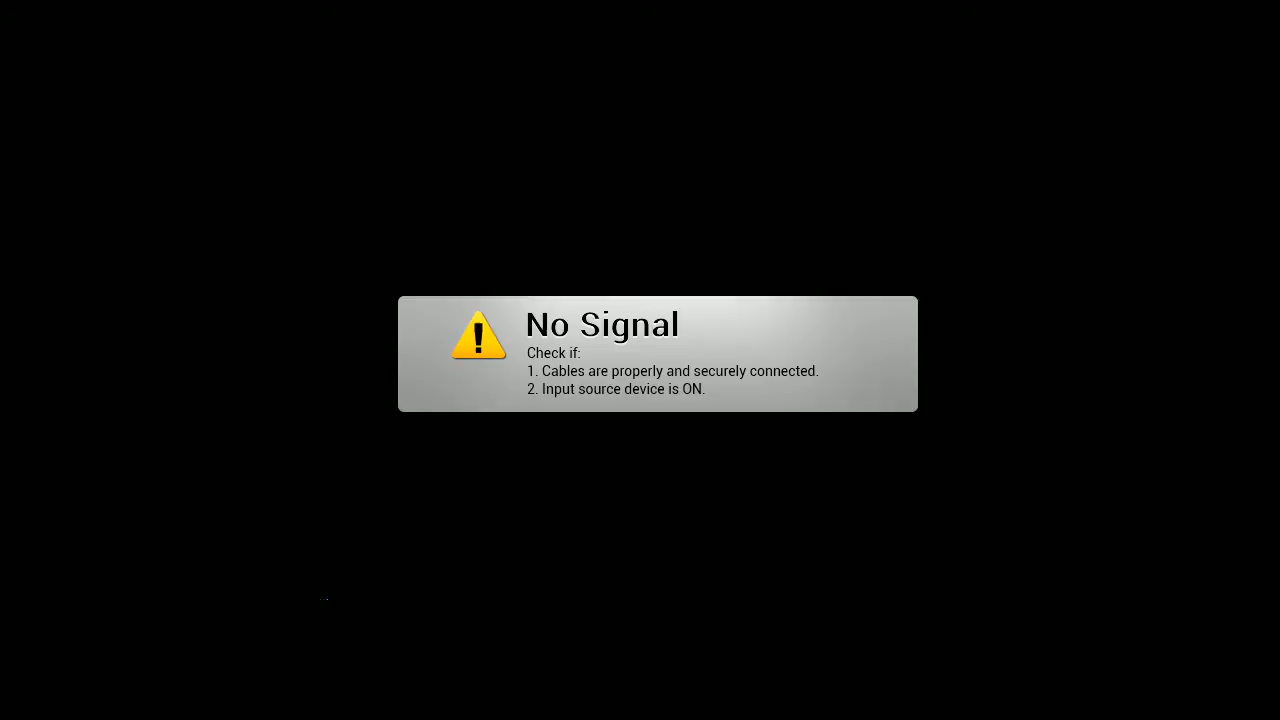 No Signal
Check if:
1. Cables are properly and securely connected.
2. Input source device is ON.